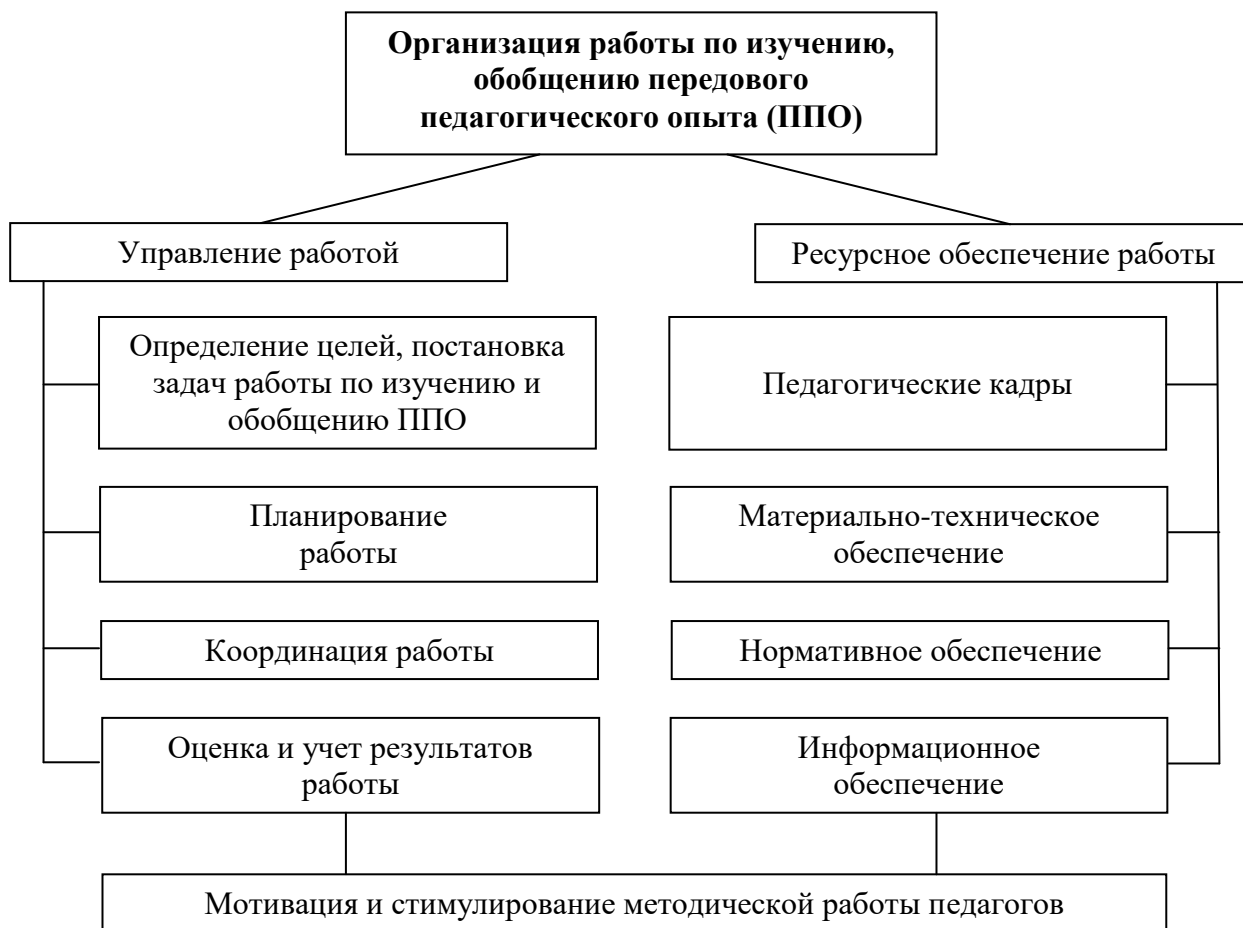 Организация работы по изучению,
обобщению передового
педагогического опыта (ППО)
Управление работой
Ресурсное обеспечение работы
Определение целей, постановка
задач работы по изучению и
обобщению ППО
Педагогические кадры
Планирование
работы
Материально-техническое
обеспечение
Координация работы
Нормативное обеспечение
Оценка и учет результатов
работы
Информационное
обеспечение
Мотивация и стимулирование методической работы педагогов